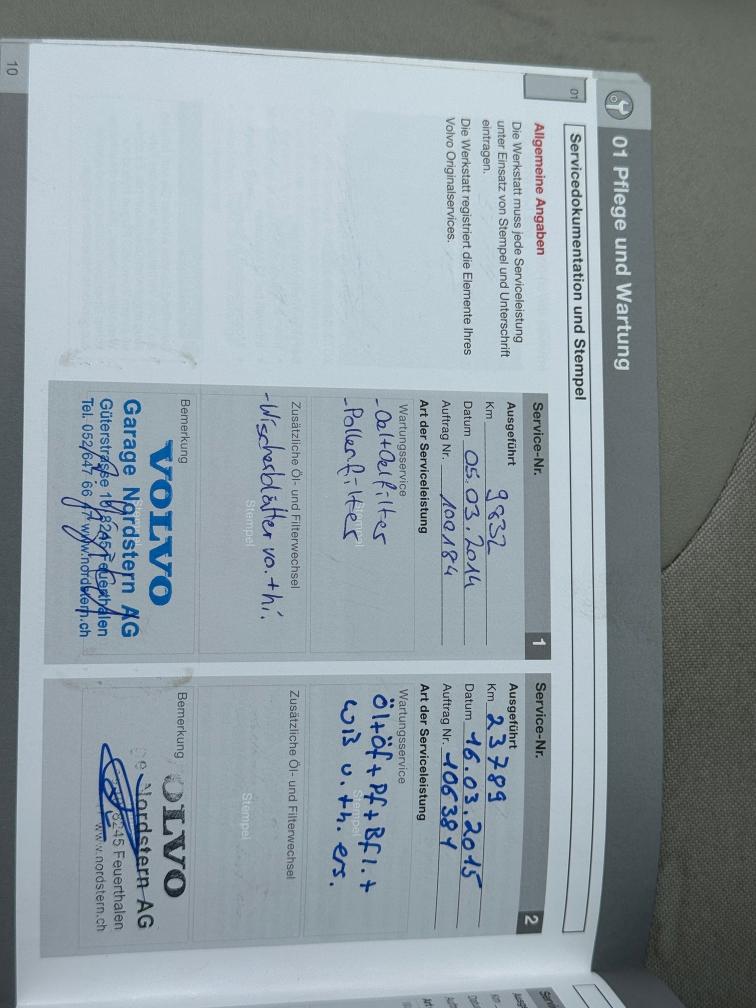 01 Pflege und Wartung
Servicedokumentation und Stempel
01
Allgemeine Angaben
Die Werkstatt muss jede Serviceleistung
unter Einsatz von Stempel und Unterschrift
eintragen.
Die Werkstatt registriert die Elemente Ihres
Volvo Originalservices.
Service-Nr. 1
Ausgeführt
Km 9832
Datum 05.03.2014
Auftrag Nr. 100184
Art der Serviceleistung
Wartungsservice
- Oel+Oelfilter
- Pollenfilter
Stempel
Zusätzliche Öl- und Filterwechsel
- Wischerblätter vo. + hi.
Stempel
Bemerkung
VOLVO
Garage Nordstern AG
Güterstrasse 8245 Feuerthalen
Tel. 052/647 66 www.nordstern.ch
Service-Nr. 2
Ausgeführt
Km 23789
Datum 16.03.2015
Auftrag Nr. 106384
Art der Serviceleistung
Wartungsservice
Öl+Öf+Pf+Bfl.+
wiß v.+h. ers.
Stempel
Zusätzliche Öl- und Filterwechsel
Stempel
Bemerkung
OLVO
ge Nordstern AG
8245 Feuerthalen
www.nordstern.ch
10